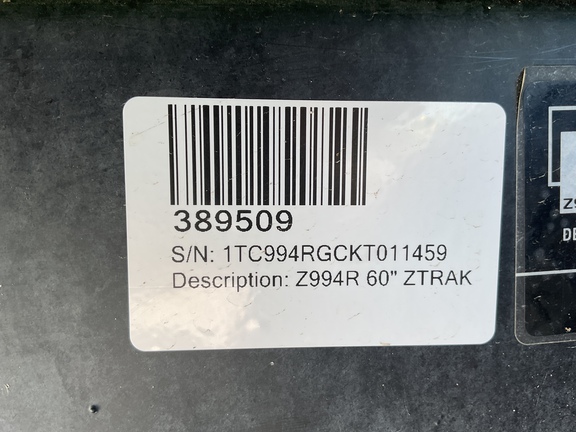 389509
S/N: 1TC994RGCKT011459
Description: Z994R 60" ZTRAK